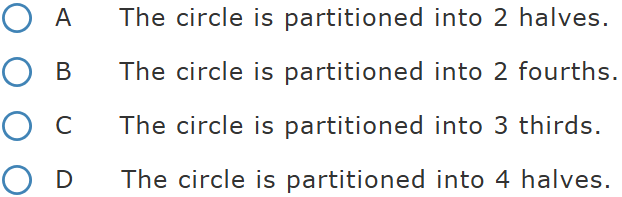 A The circle is partitioned into 2 halves.
B The circle is partitioned into 2 fourths.
C The circle is partitioned into 3 thirds.
D The circle is partitioned into 4 halves.